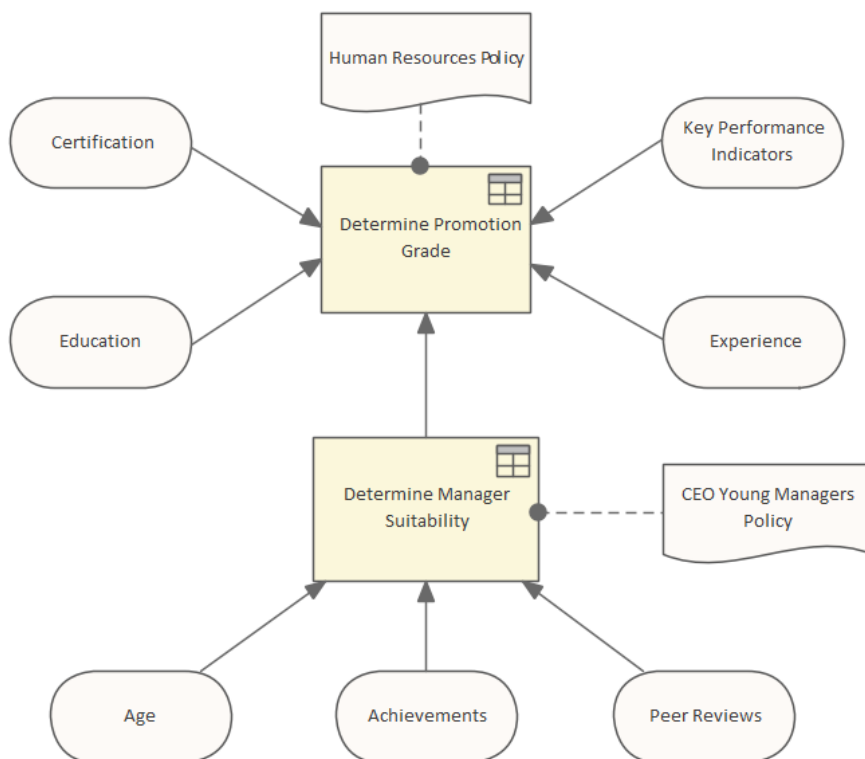 Human Resources Policy
Certification
Key Performance
Indicators
Determine Promotion
Grade
Education
Experience
Determine Manager
Suitability
CEO Young Managers
Policy
Age
Achievements
Peer Reviews